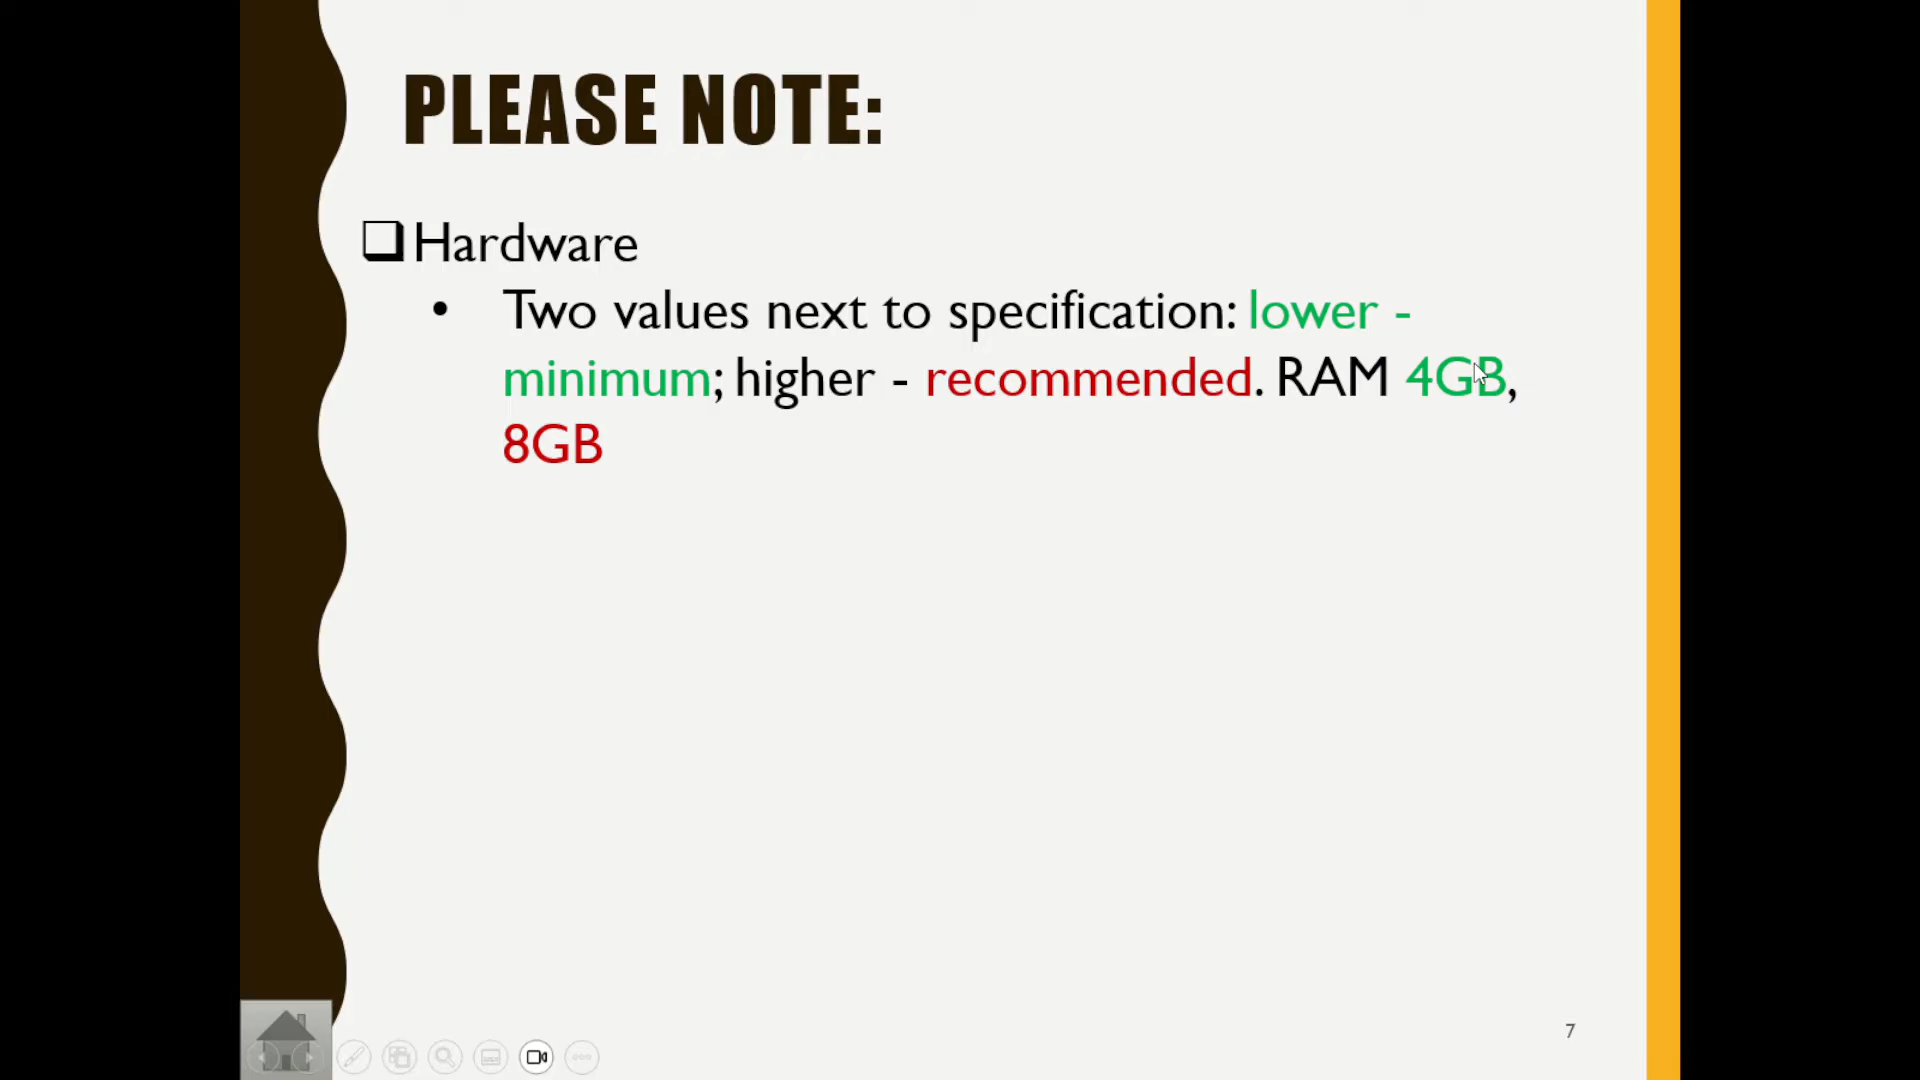 PLEASE NOTE:
Hardware
• Two values next to specification: lower -
minimum; higher - recommended. RAM 4GB,
8GB
7